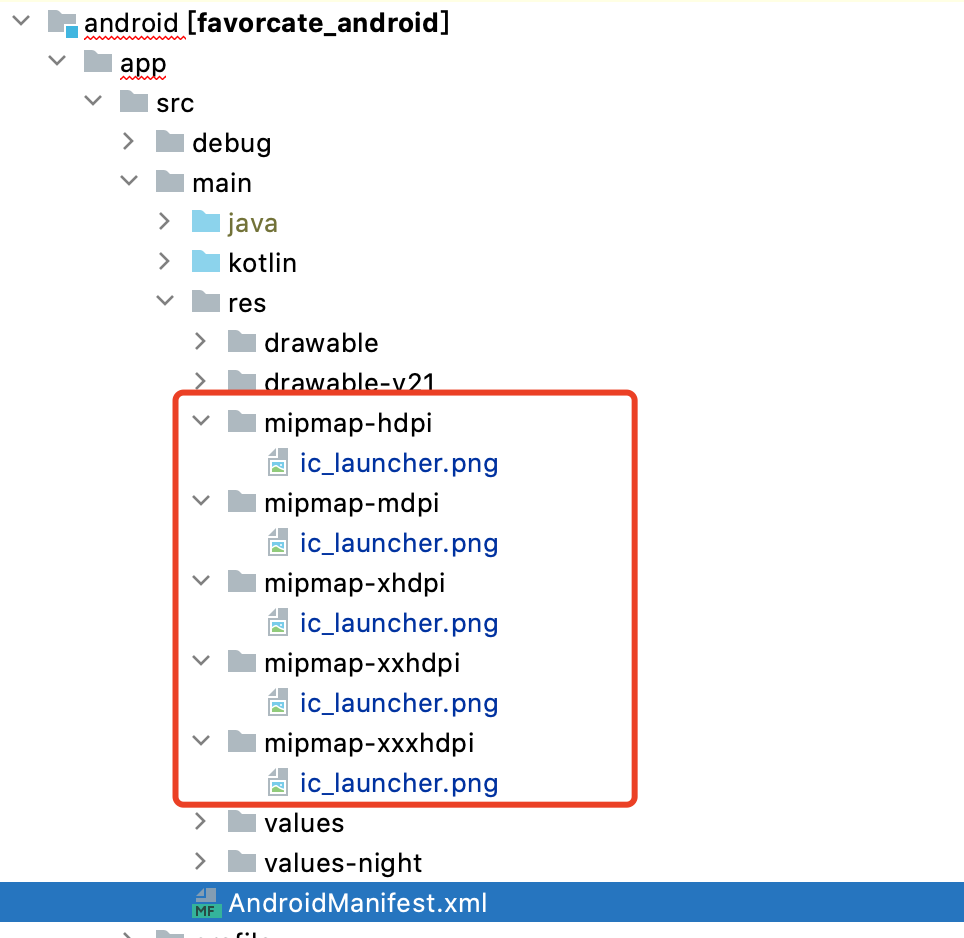 android [favorcate_android]
app
src
debug
main
java
kotlin
res
drawable
drawable-v21
mipmap-hdpi
ic_launcher.png
mipmap-mdpi
ic_launcher.png
mipmap-xhdpi
ic_launcher.png
mipmap-xxhdpi
ic_launcher.png
mipmap-xxxhdpi
ic_launcher.png
values
values-night
MF AndroidManifest.xml